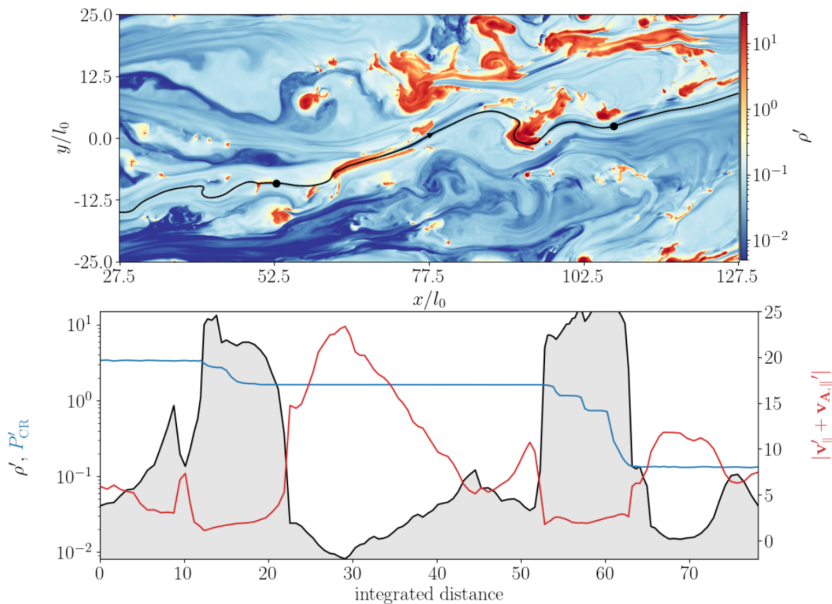 25.0
12.5
0.0
-12.5
-25.0
y/l₀
27.5 52.5 77.5 102.5 127.5
x/l₀
10¹
10⁰
10⁻¹
10⁻²
ρ′
10¹
10⁰
10⁻¹
10⁻²
ρ′, P′CR
0 10 20 30 40 50 60 70
integrated distance
25
20
15
10
5
0
|v∥′ + vA,∥′|